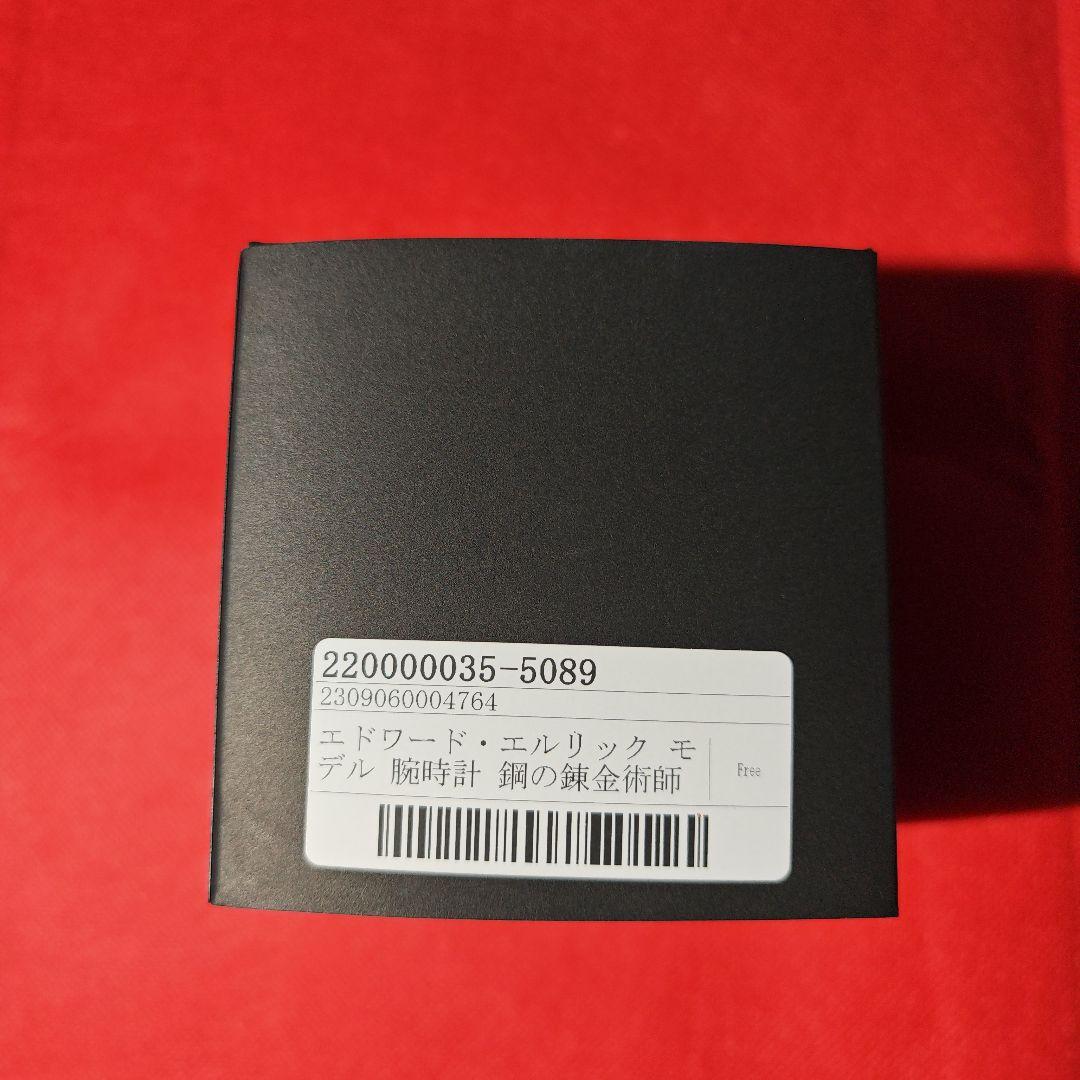 220000035-5089
2309060004764
エドワード・エルリック モ
デル 腕時計 鋼の錬金術師
Free